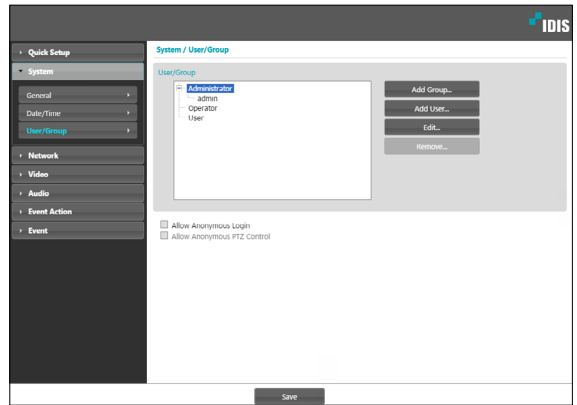 IDIS
Quick Setup
System
General
Date/Time
User/Group
Network
Video
Audio
Event Action
Event
System / User/Group
User/Group
Administrator
admin
Operator
User
Add Group...
Add User...
Edit...
Remove...
Allow Anonymous Login
Allow Anonymous PTZ Control
Save